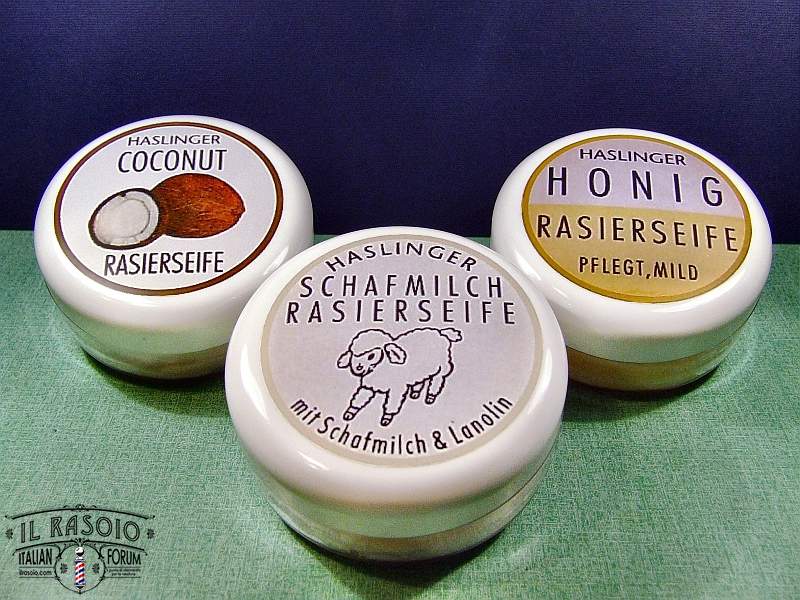 HASLINGER
COCONUT
RASIERSEIFE
HASLINGER
HONIG
RASIERSEIFE
PFLEGT, MILD
HASLINGER
SCHAFMILCH
RASIERSEIFE
mit Schafmilch & Lanolin
IL RASOIO
ITALIAN FORUM
ilrasoio.com